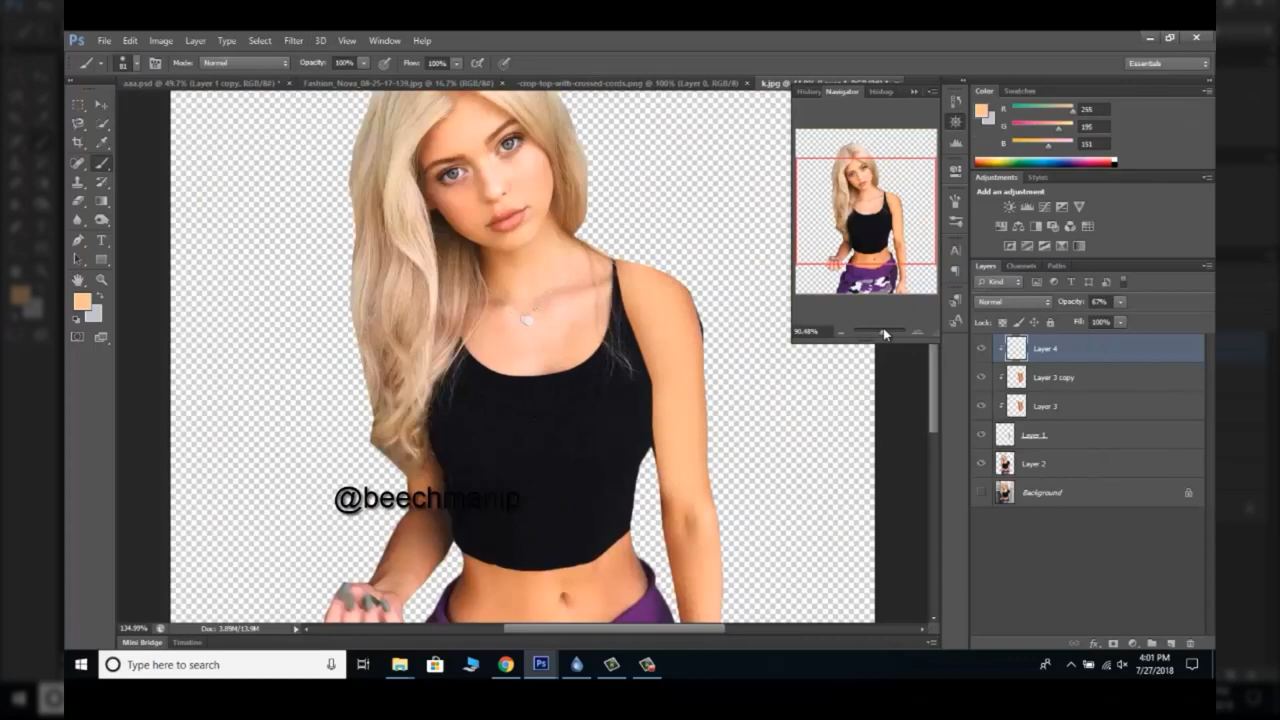 Ps File Edit Image Layer Type Select Filter 3D View Window Help
81 Mode: Normal Opacity: 100% Flow: 100% Essentials
aaa.psd @ 49.7% (Layer 1 copy, RGB/8#) * × Fashion_Nova_08-25-17-139.jpg @ 16.7% (RGB/8#) × -crop-top-with-crossed-cords.png @ 100% (Layer 0, RGB/8) ×
History Navigator Histop
90.48%
Color Swatches
R 255
G 195
B 151
Adjustments Styles
Add an adjustment
Layers Channels Paths
Kind
Normal Opacity: 67%
Lock: Fill: 100%
Layer 4
Layer 3 copy
Layer 3
Layer 1
Layer 2
Background
@beechmanip
134.99% Doc: 3.89M/13.9M
Mini Bridge Timeline
Type here to search
Ps
4:01 PM
7/27/2018